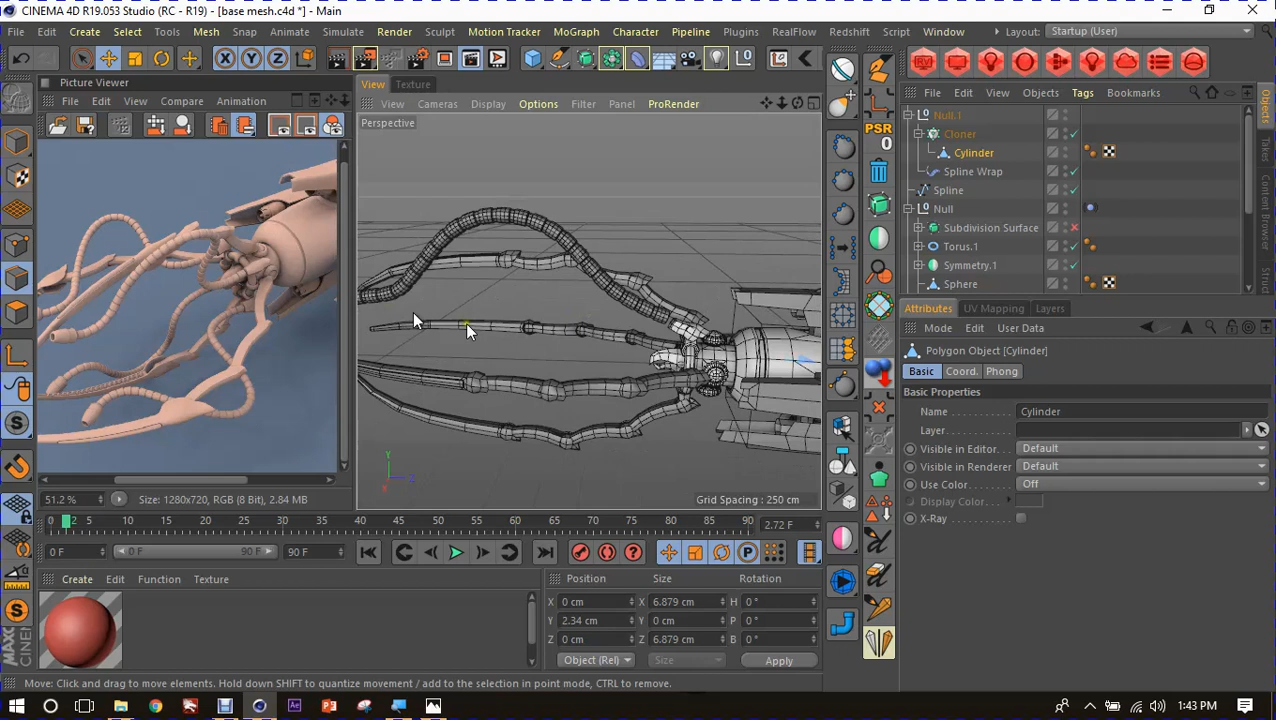 CINEMA 4D R19.053 Studio (RC - R19) - [base mesh.c4d *] - Main
File Edit Create Select Tools Mesh Snap Animate Simulate Render Sculpt Motion Tracker MoGraph Character Pipeline Plugins RealFlow Redshift Script Window Layout: Startup (User)
X Y Z
Picture Viewer
File Edit View Compare Animation
View Texture
View Cameras Display Options Filter Panel ProRender
Perspective
Y
Z
X
Grid Spacing : 250 cm
51.2 % Size: 1280x720, RGB (8 Bit), 2.84 MB
PSR
0
RV
File Edit View Objects Tags Bookmarks
Null.1
Cloner
Cylinder
Spline Wrap
Spline
Null
Subdivision Surface
Torus.1
Symmetry.1
Sphere
Objects
Takes
Attributes UV Mapping Layers
Mode Edit User Data
Polygon Object [Cylinder]
Basic Coord. Phong
Basic Properties
Name Cylinder
Layer
Visible in Editor Default
Visible in Renderer Default
Use Color Off
Display Color
X-Ray
0 2 5 10 15 20 25 30 35 40 45 50 55 60 65 70 75 80 85 90 2.72 F
0 F 0 F 90 F 90 F
Create Edit Function Texture
Position Size Rotation
X 0 cm X 6.879 cm H 0 °
Y 2.34 cm Y 0 cm P 0 °
Z 0 cm Z 6.879 cm B 0 °
Object (Rel) Size Apply
Move: Click and drag to move elements. Hold down SHIFT to quantize movement / add to the selection in point mode, CTRL to remove.
1:43 PM